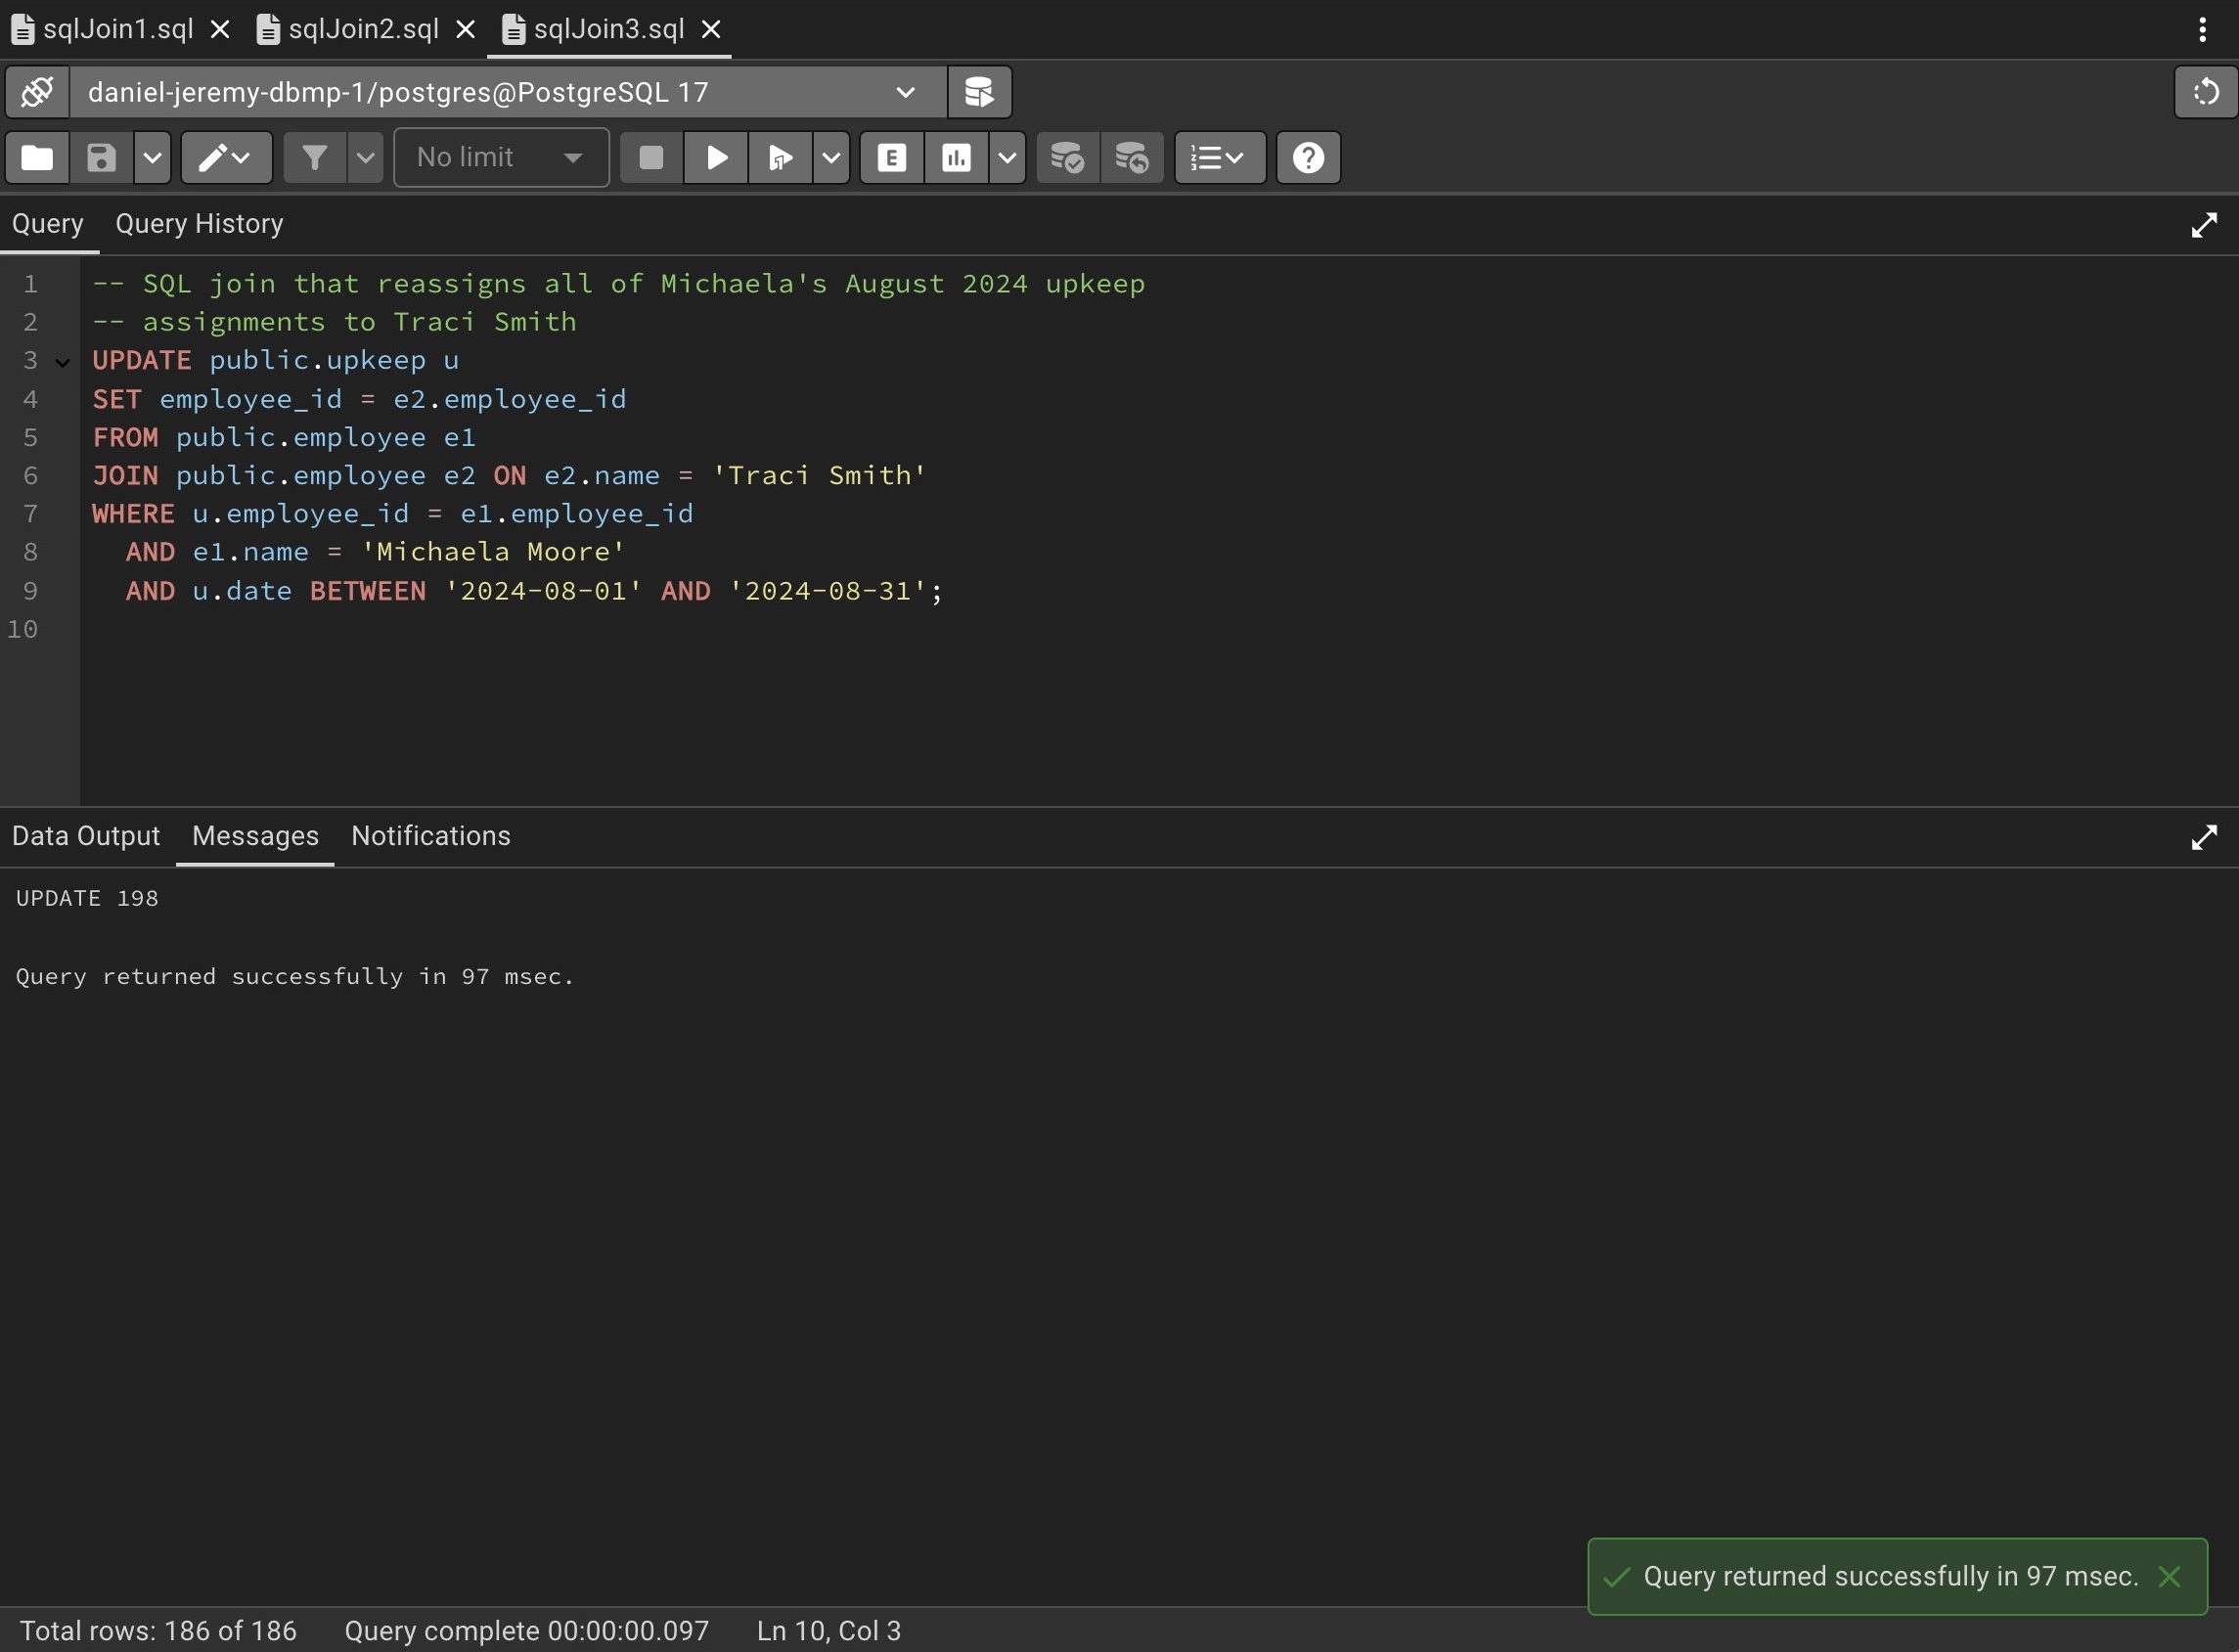 sqlJoin1.sql sqlJoin2.sql sqlJoin3.sql
daniel-jeremy-dbmp-1/postgres@PostgreSQL 17
No limit E
Query Query History
1 -- SQL join that reassigns all of Michaela's August 2024 upkeep
2 -- assignments to Traci Smith
3 UPDATE public.upkeep u
4 SET employee_id = e2.employee_id
5 FROM public.employee e1
6 JOIN public.employee e2 ON e2.name = 'Traci Smith'
7 WHERE u.employee_id = e1.employee_id
8 AND e1.name = 'Michaela Moore'
9 AND u.date BETWEEN '2024-08-01' AND '2024-08-31';
10
Data Output Messages Notifications
UPDATE 198
Query returned successfully in 97 msec.
Query returned successfully in 97 msec.
Total rows: 186 of 186 Query complete 00:00:00.097 Ln 10, Col 3